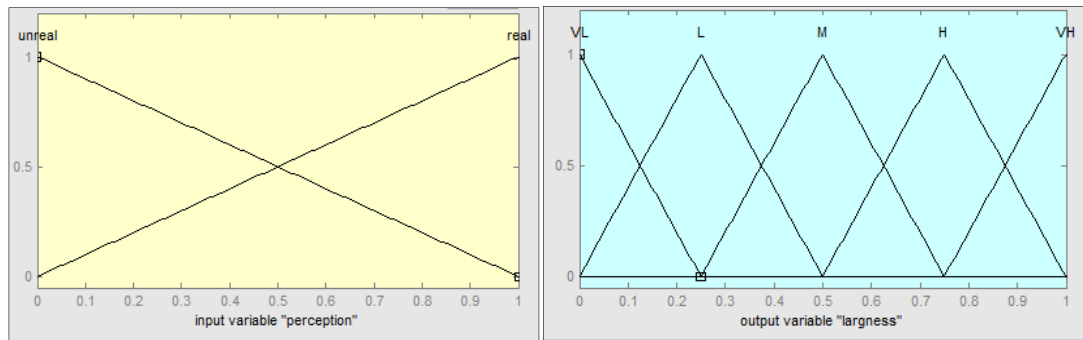 unreal real
1
0.5
0
0 0.1 0.2 0.3 0.4 0.5 0.6 0.7 0.8 0.9 1
input variable "perception"
VL L M H VH
1
0.5
0
0 0.1 0.2 0.3 0.4 0.5 0.6 0.7 0.8 0.9 1
output variable "largness"